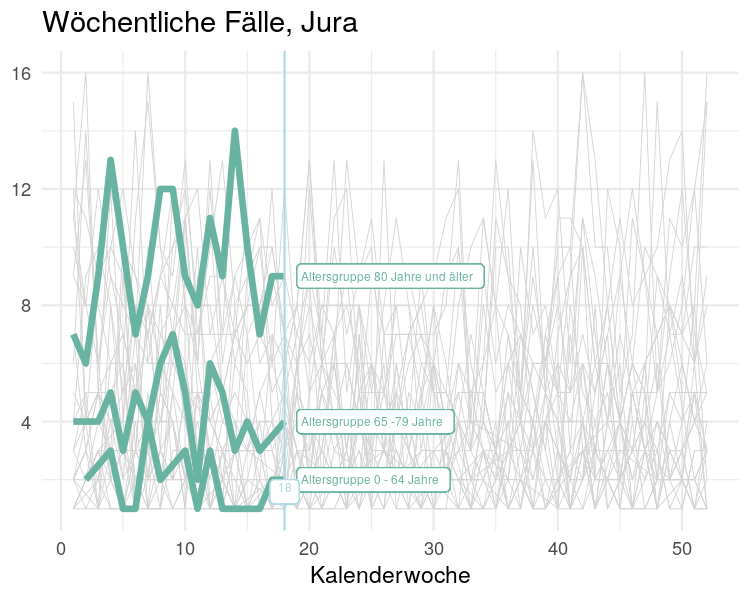 Wöchentliche Fälle, Jura
16
12
8
4
Altersgruppe 80 Jahre und älter
Altersgruppe 65 -79 Jahre
Altersgruppe 0 - 64 Jahre
18
0 10 20 30 40 50
Kalenderwoche